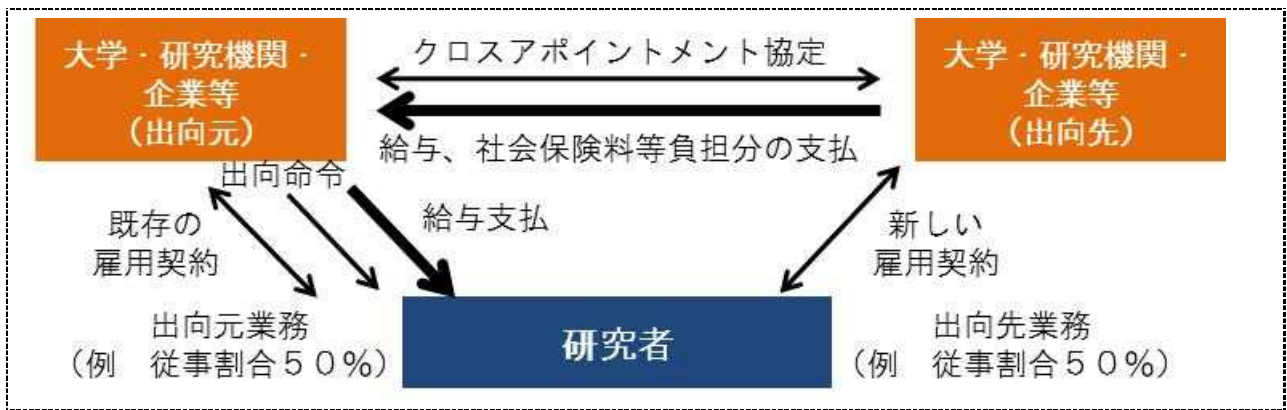 大学・研究機関・
企業等
（出向元）
クロスアポイントメント協定
大学・研究機関・
企業等
（出向先）
給与、社会保険料等負担分の支払
出向命令
給与支払
既存の
雇用契約
新しい
雇用契約
出向元業務
（例　従事割合５０％）
研究者
出向先業務
（例　従事割合５０％）